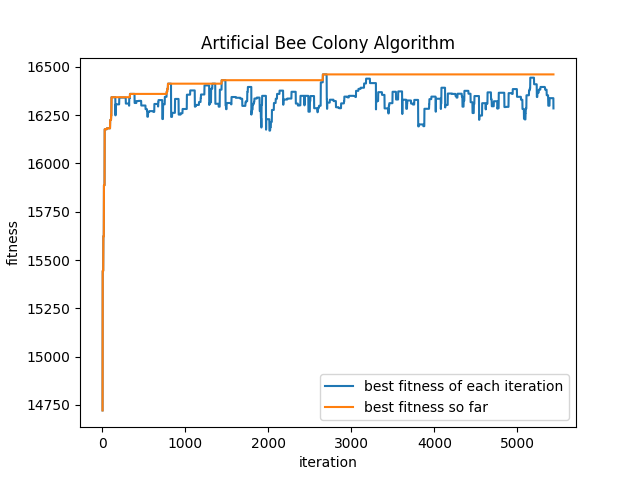 Artificial Bee Colony Algorithm
16500
16250
16000
15750
15500
15250
15000
14750
fitness
0 1000 2000 3000 4000 5000
iteration
best fitness of each iteration
best fitness so far